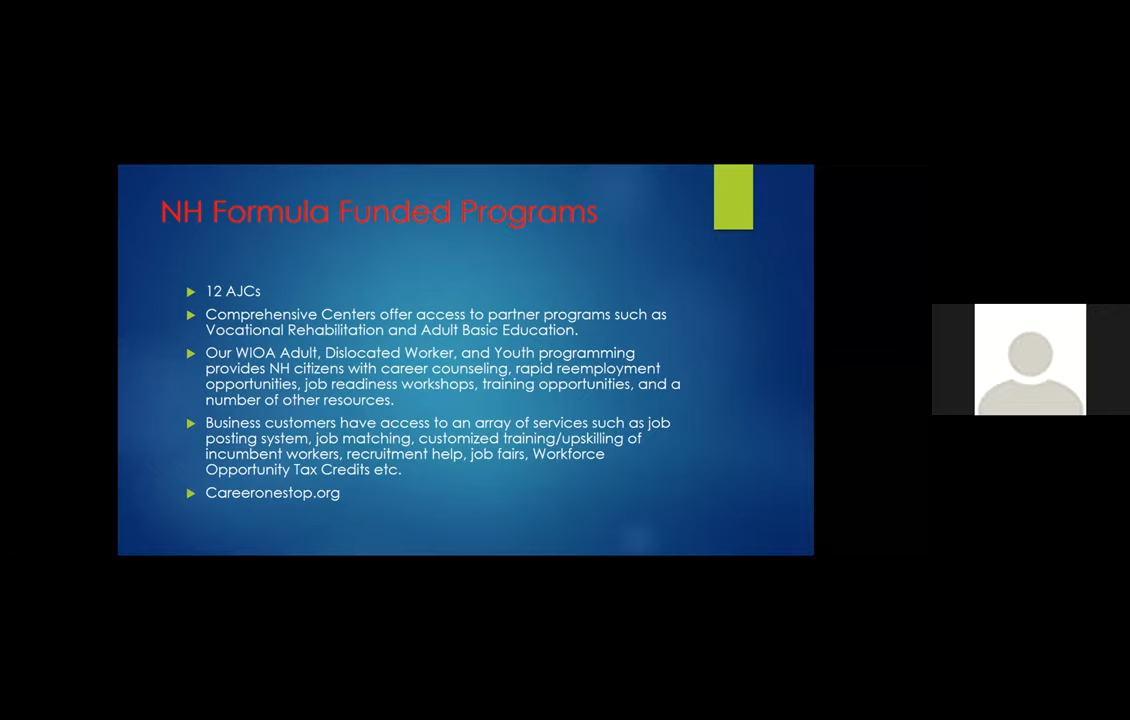 NH Formula Funded Programs
12 AJCs
Comprehensive Centers offer access to partner programs such as
Vocational Rehabilitation and Adult Basic Education.
Our WIOA Adult, Dislocated Worker, and Youth programming
provides NH citizens with career counseling, rapid reemployment
opportunities, job readiness workshops, training opportunities, and a
number of other resources.
Business customers have access to an array of services such as job
posting system, job matching, customized training/upskilling of
incumbent workers, recruitment help, job fairs, Workforce
Opportunity Tax Credits etc.
Careeronestop.org